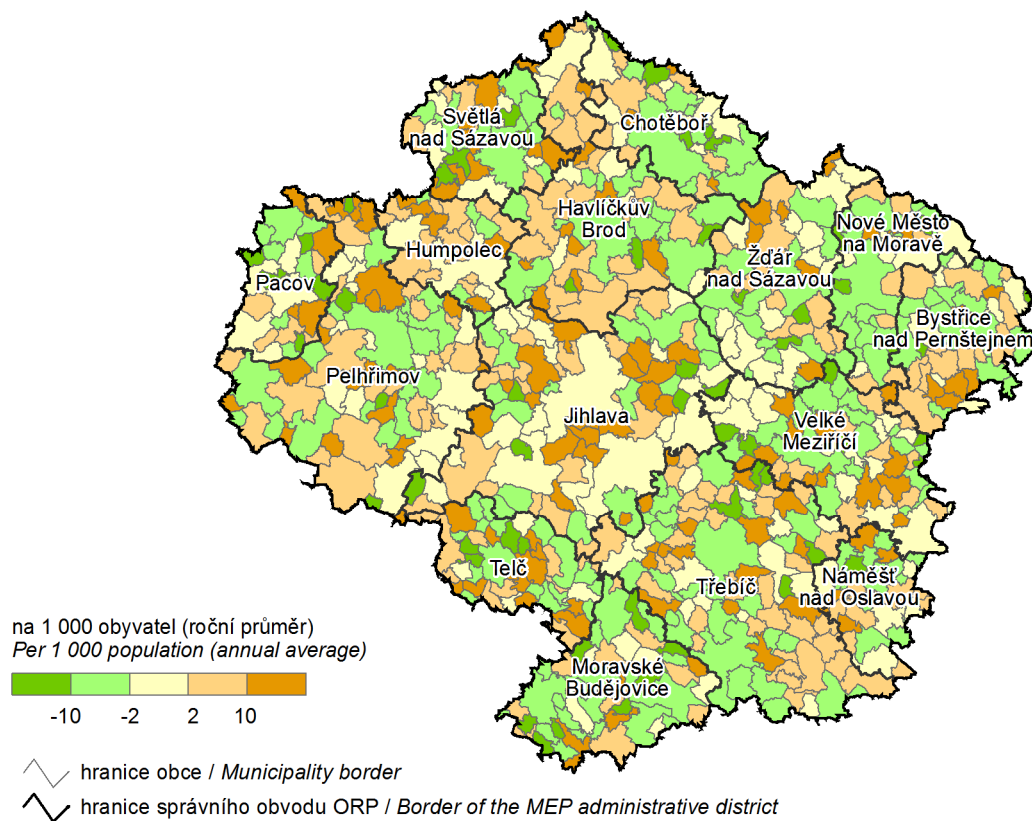 Světlá
nad Sázavou
Chotěboř
Havlíčkův
Brod
Nové Město
na Moravě
Humpolec
Žďár
nad Sázavou
Pacov
Bystřice
nad Pernštejnem
Pelhřimov
Jihlava
Velké
Meziříčí
Telč
Třebíč
Náměšť
nad Oslavou
Moravské
Budějovice
na 1 000 obyvatel (roční průměr)
Per 1 000 population (annual average)
-10 -2 2 10
hranice obce / Municipality border
hranice správního obvodu ORP / Border of the MEP administrative district